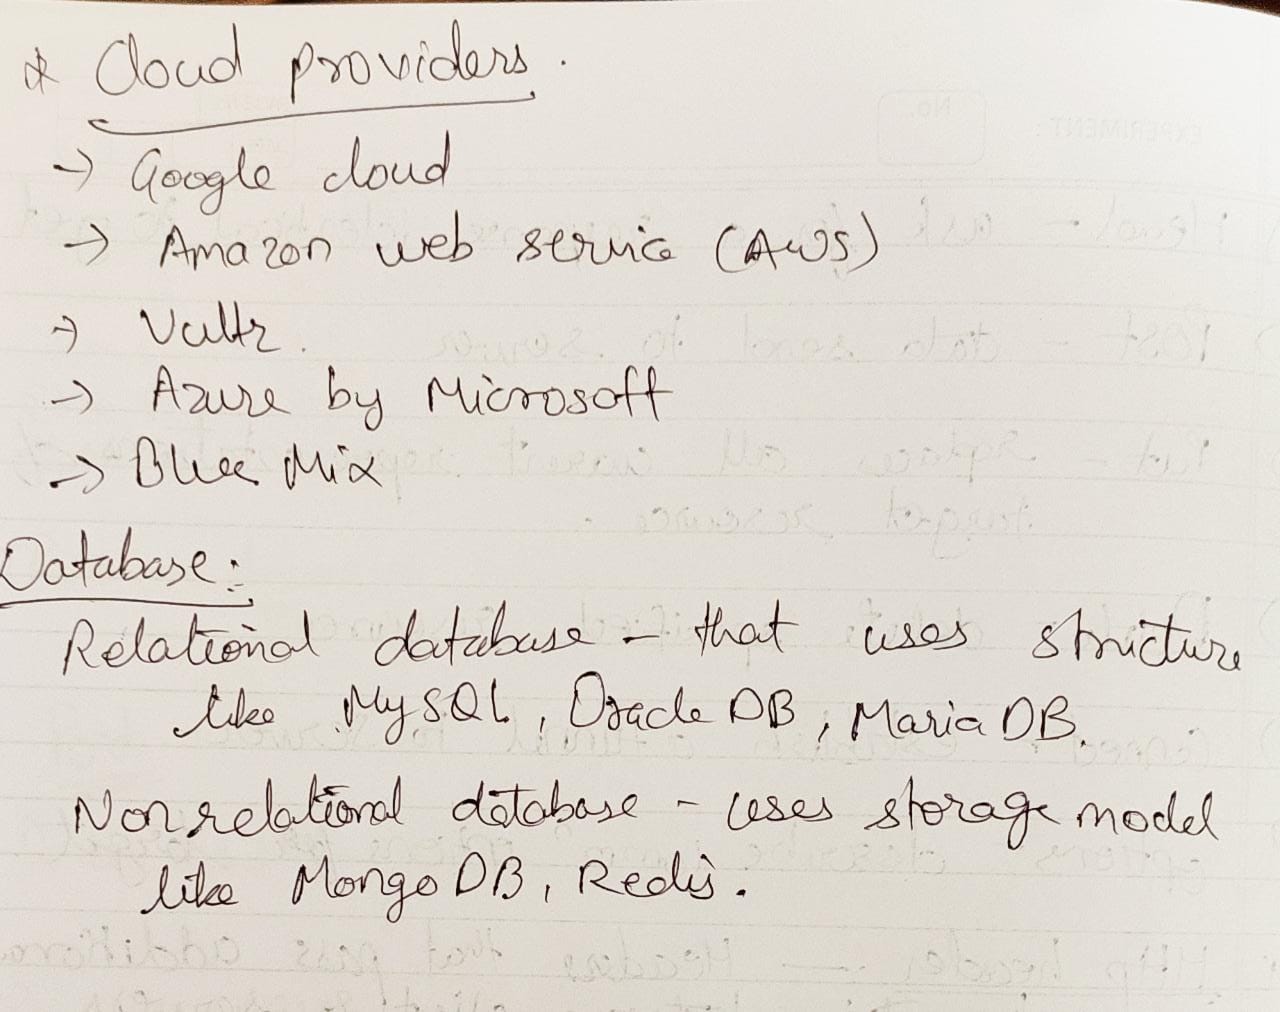 * Cloud providers.
→ Google cloud
→ Amazon web service (AWS)
→ Vultr.
→ Azure by Microsoft
→ Blue Mix
Database:
Relational database - that uses structure
like MySQL, Oracle DB, Maria DB.
Non relational database - uses storage model
like Mongo DB, Redis.